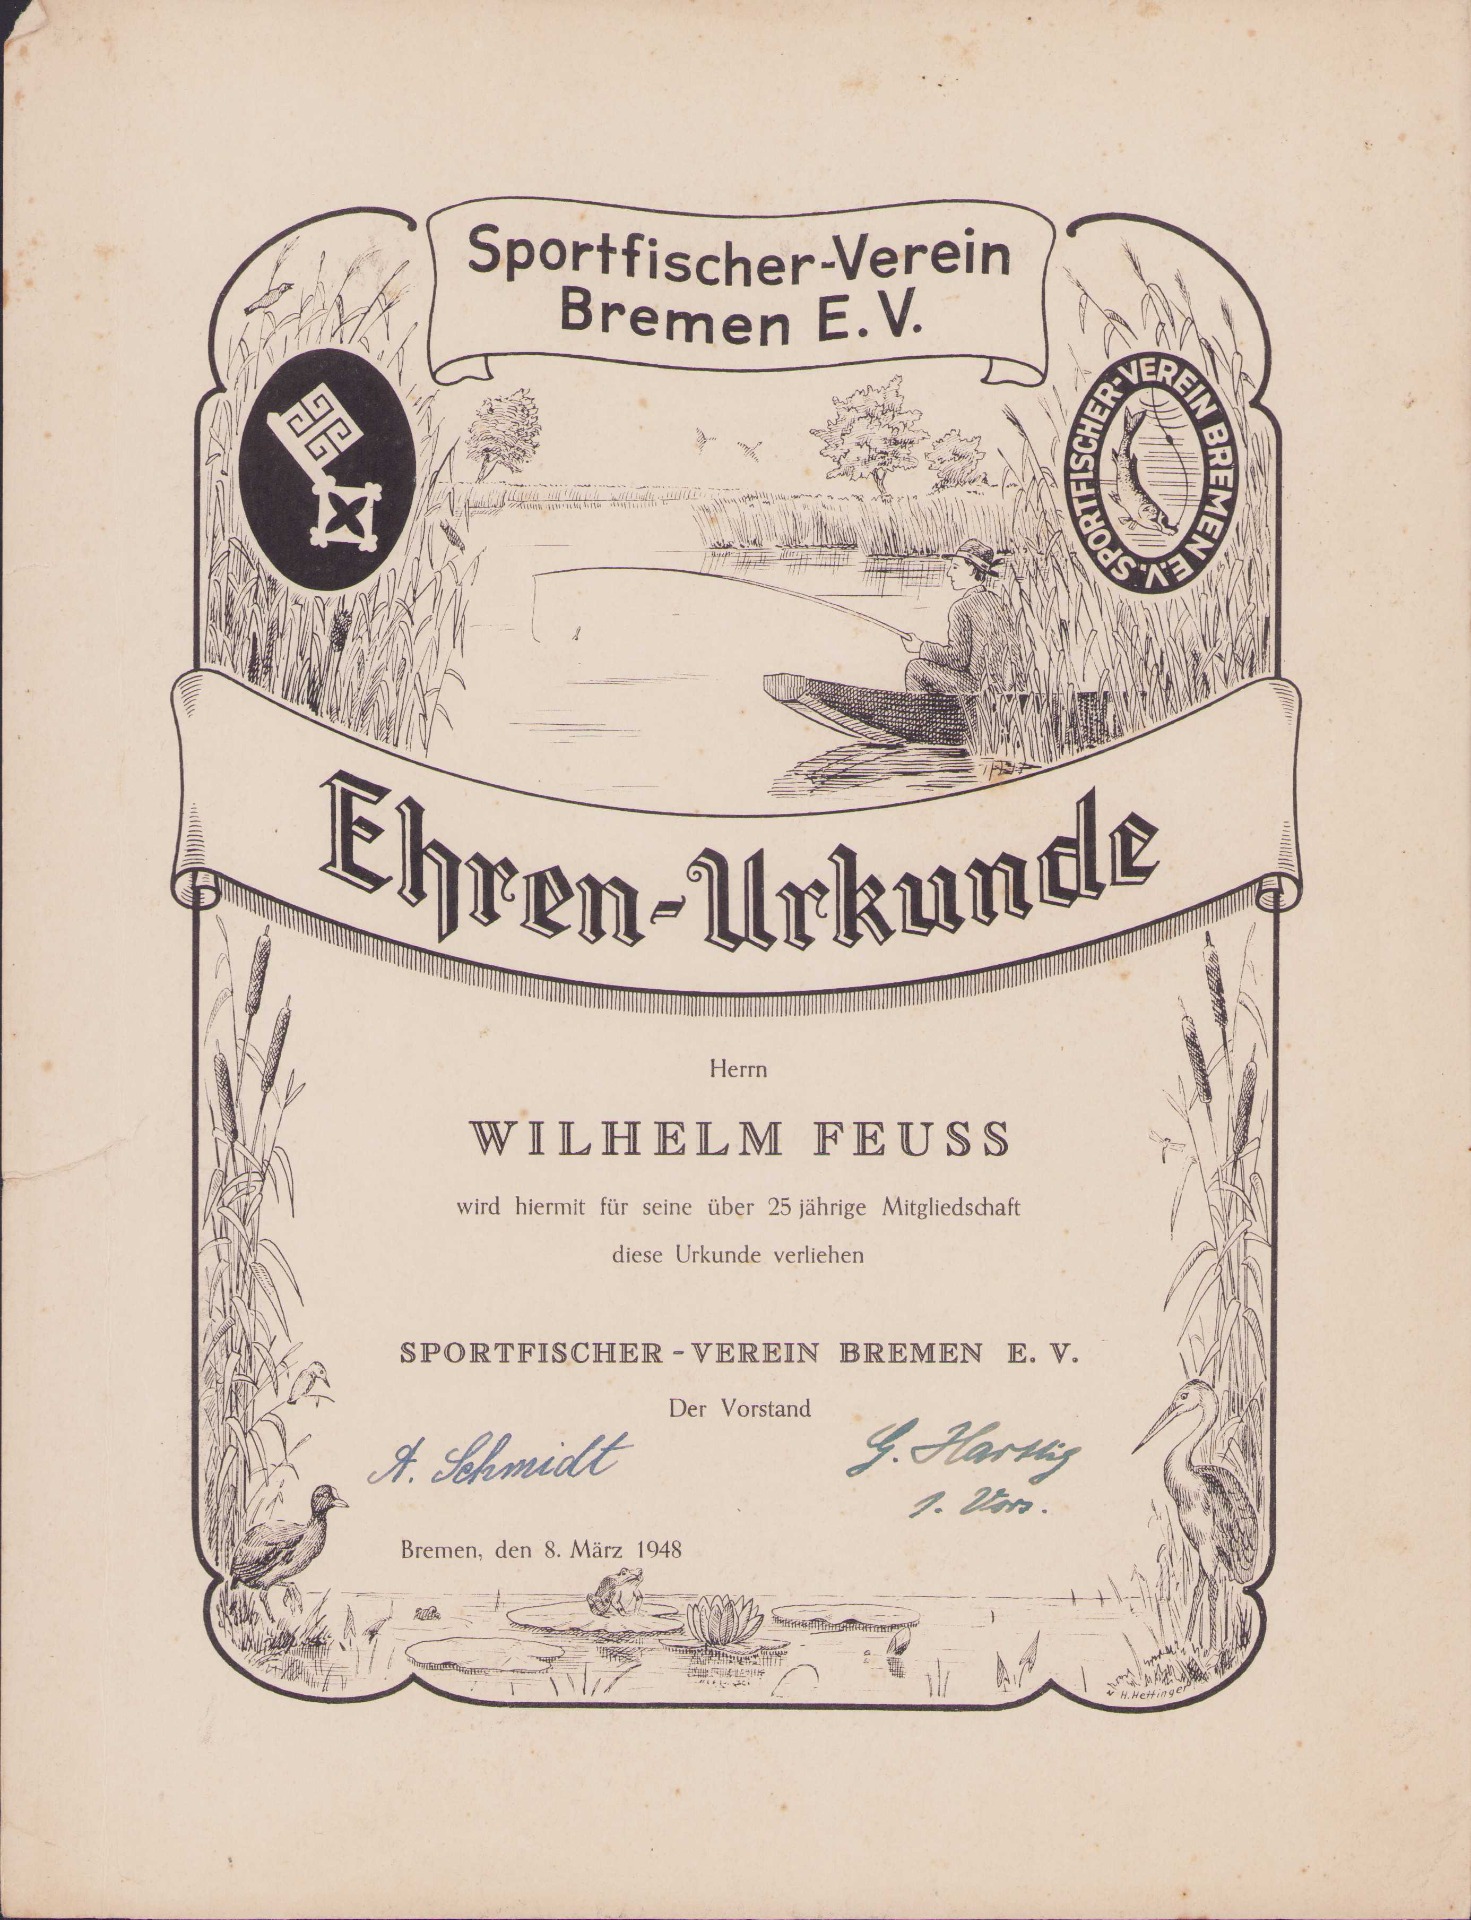 Sportfischer-Verein
Bremen E.V.
SPORTFISCHER-VEREIN BREMEN E.V.
Ehren-Urkunde
Herrn
WILHELM FEUSS
wird hiermit für seine über 25 jährige Mitgliedschaft
diese Urkunde verliehen
SPORTFISCHER-VEREIN BREMEN E. V.
Der Vorstand
A. Schmidt
G. Hartig
1. Vors.
Bremen, den 8. März 1948
H. Hettinger